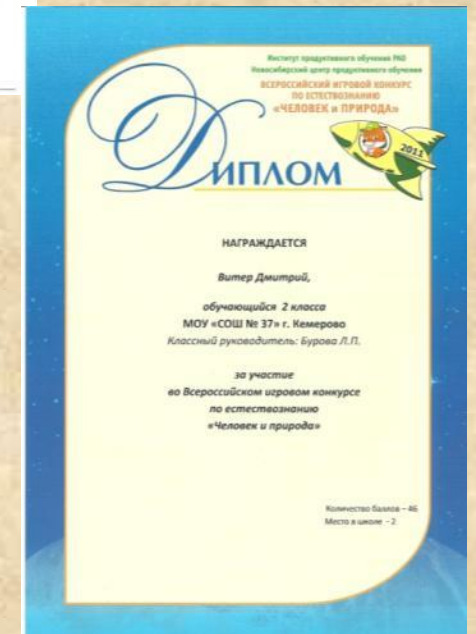 Институт продуктивного обучения РАО
Новосибирский центр продуктивного обучения
ВСЕРОССИЙСКИЙ ИГРОВОЙ КОНКУРС
ПО ЕСТЕСТВОЗНАНИЮ
«ЧЕЛОВЕК и ПРИРОДА»
2011
ДИПЛОМ
НАГРАЖДАЕТСЯ
Витер Дмитрий,
обучающийся 2 класса
МОУ «СОШ № 37» г. Кемерово
Классный руководитель: Бурова Л.П.
за участие
во Всероссийском игровом конкурсе
по естествознанию
«Человек и природа»
Количество баллов – 46
Место в школе - 2